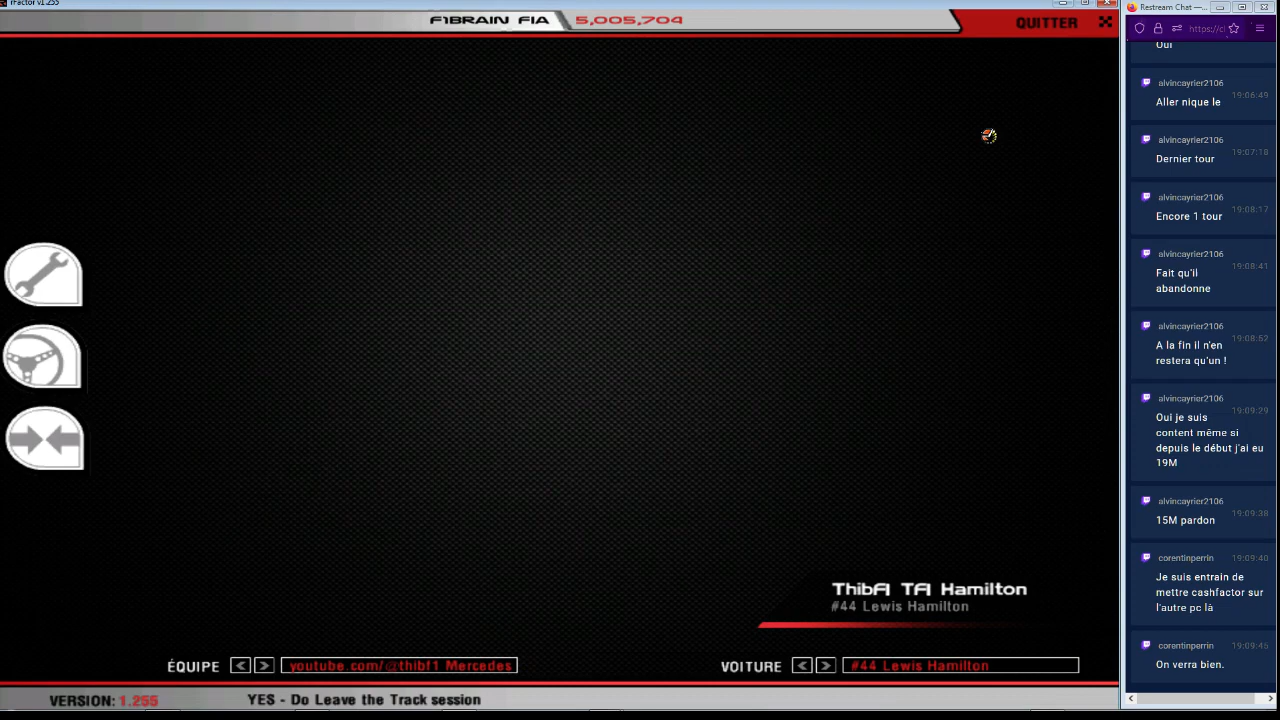 rFactor v1.255
F1BRAIN FIA
5,005,704
QUITTER
ThibA TA Hamilton
#44 Lewis Hamilton
ÉQUIPE
youtube.com/@thibf1 Mercedes
VOITURE
#44 Lewis Hamilton
VERSION: 1.255
YES - Do Leave the Track session
Restream Chat —...
https://cl
Oui
alvincayrier2106
19:06:49
Aller nique le
alvincayrier2106
19:07:18
Dernier tour
alvincayrier2106
19:08:17
Encore 1 tour
alvincayrier2106
19:08:41
Fait qu'il
abandonne
alvincayrier2106
19:08:52
A la fin il n'en
restera qu'un !
alvincayrier2106
19:09:29
Oui je suis
content même si
depuis le début j'ai eu
19M
alvincayrier2106
19:09:38
15M pardon
corentinperrin
19:09:40
Je suis entrain de
mettre cashfactor sur
l'autre pc là
corentinperrin
19:09:45
On verra bien.